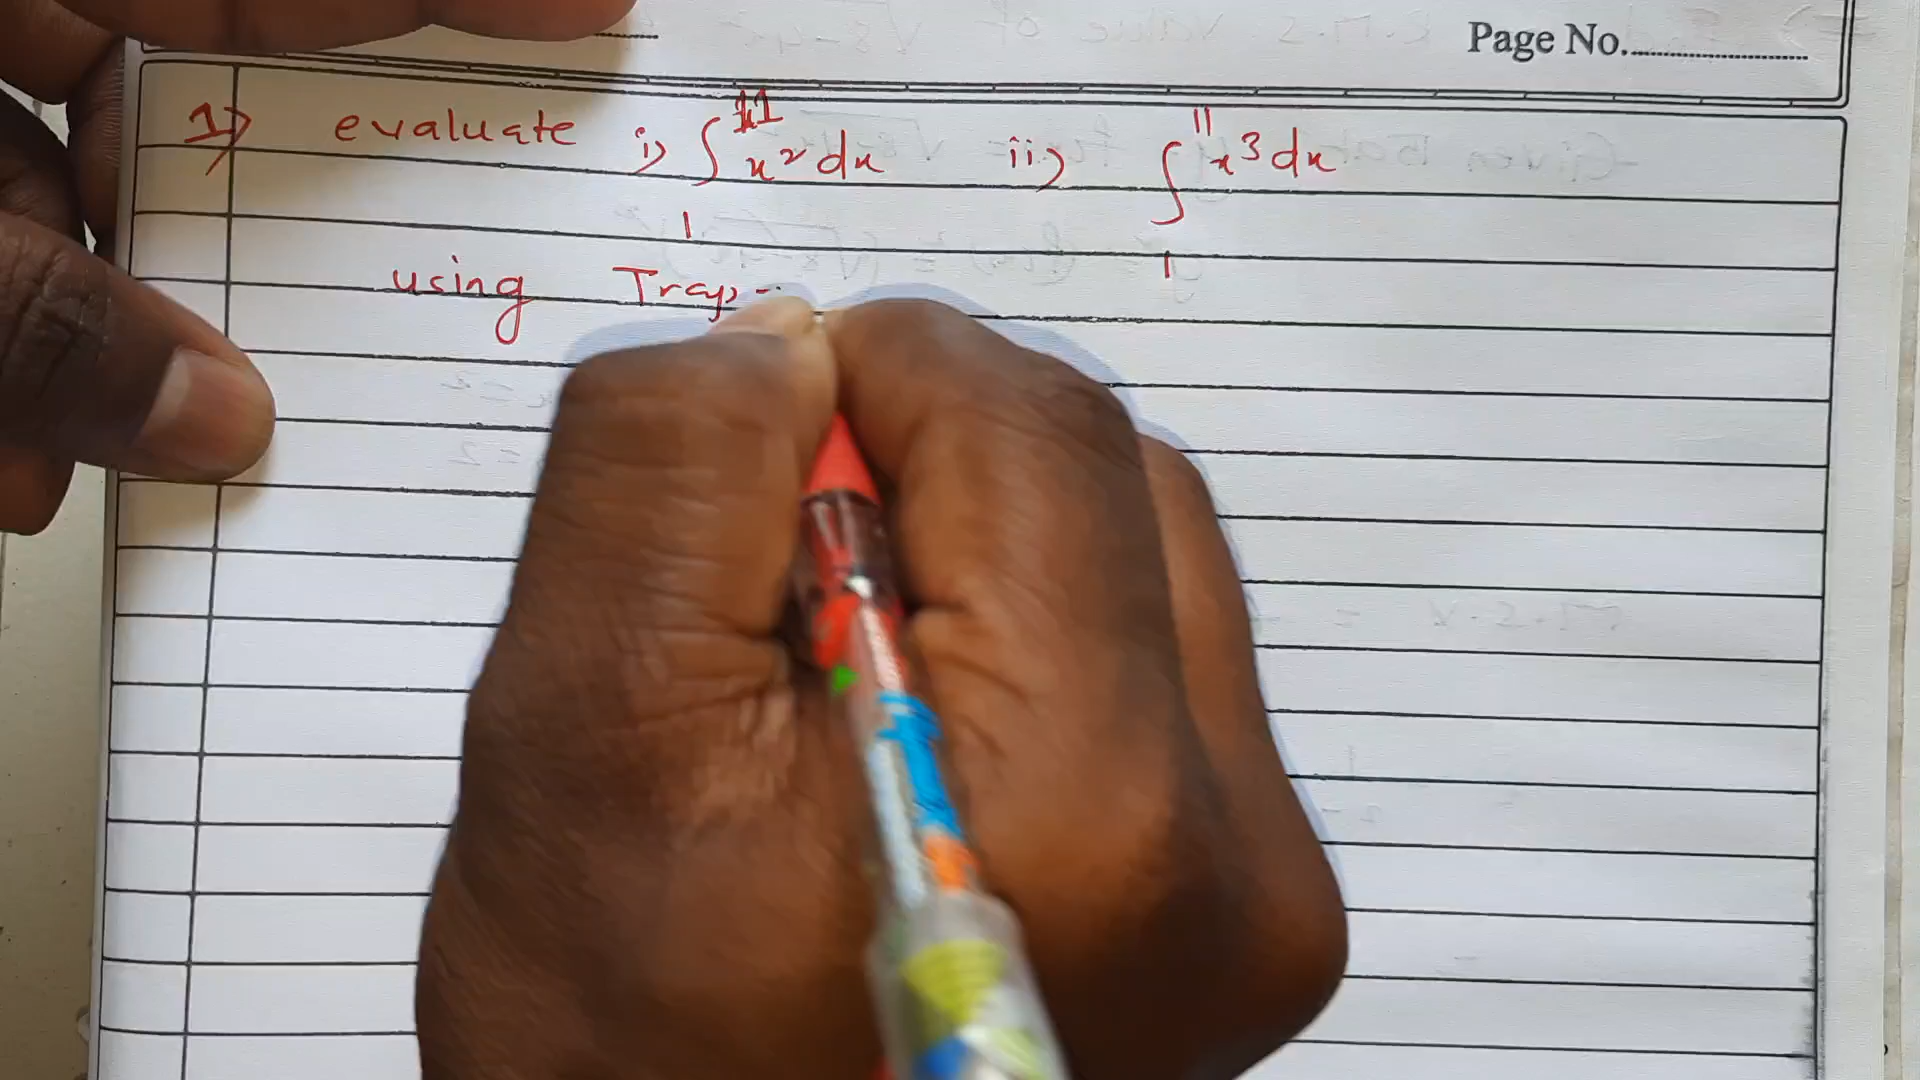 Page No.
1) evaluate i) ∫₁¹¹ x² dx ii) ∫₁¹¹ x³ dx
using Trap